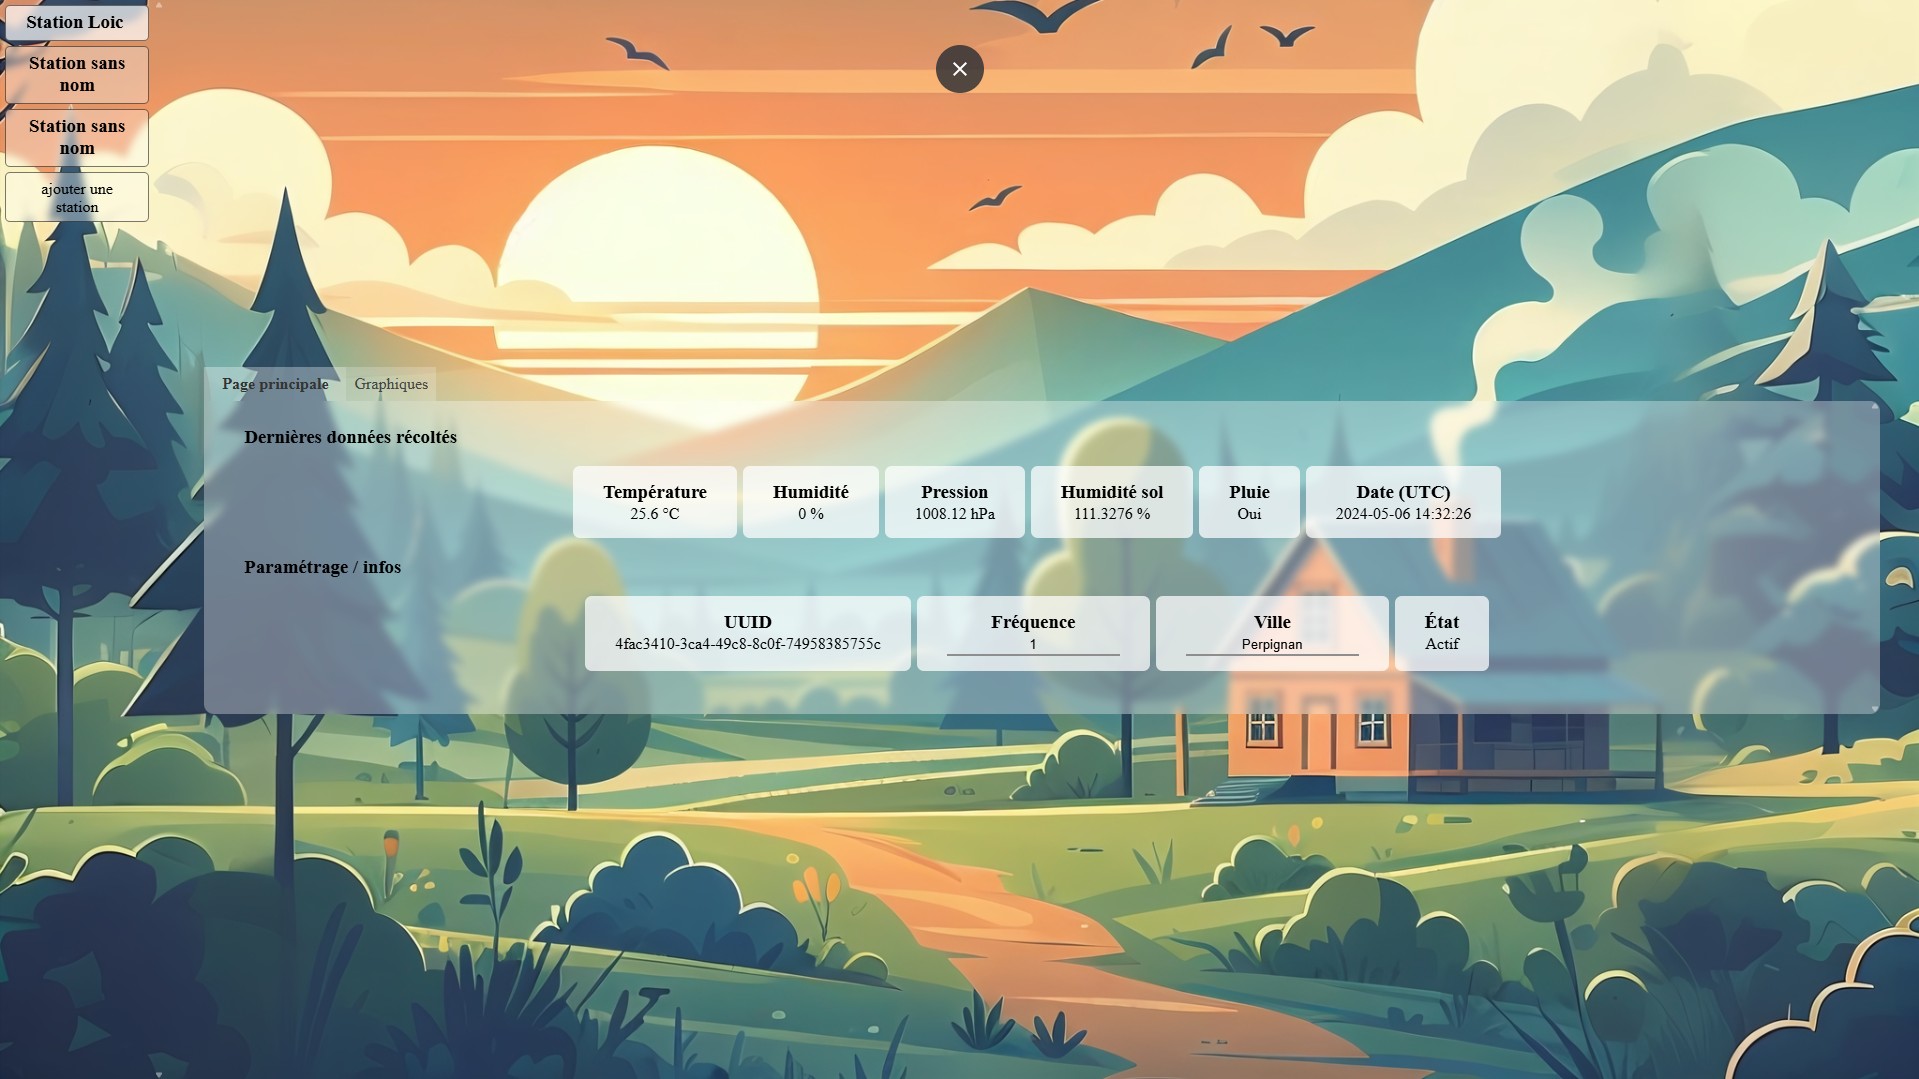 Station Loic
Station sans
nom
Station sans
nom
ajouter une
station
Page principale
Graphiques
Dernières données récoltés
Température
25.6 °C
Humidité
0 %
Pression
1008.12 hPa
Humidité sol
111.3276 %
Pluie
Oui
Date (UTC)
2024-05-06 14:32:26
Paramétrage / infos
UUID
4fac3410-3ca4-49c8-8c0f-74958385755c
Fréquence
1
Ville
Perpignan
État
Actif